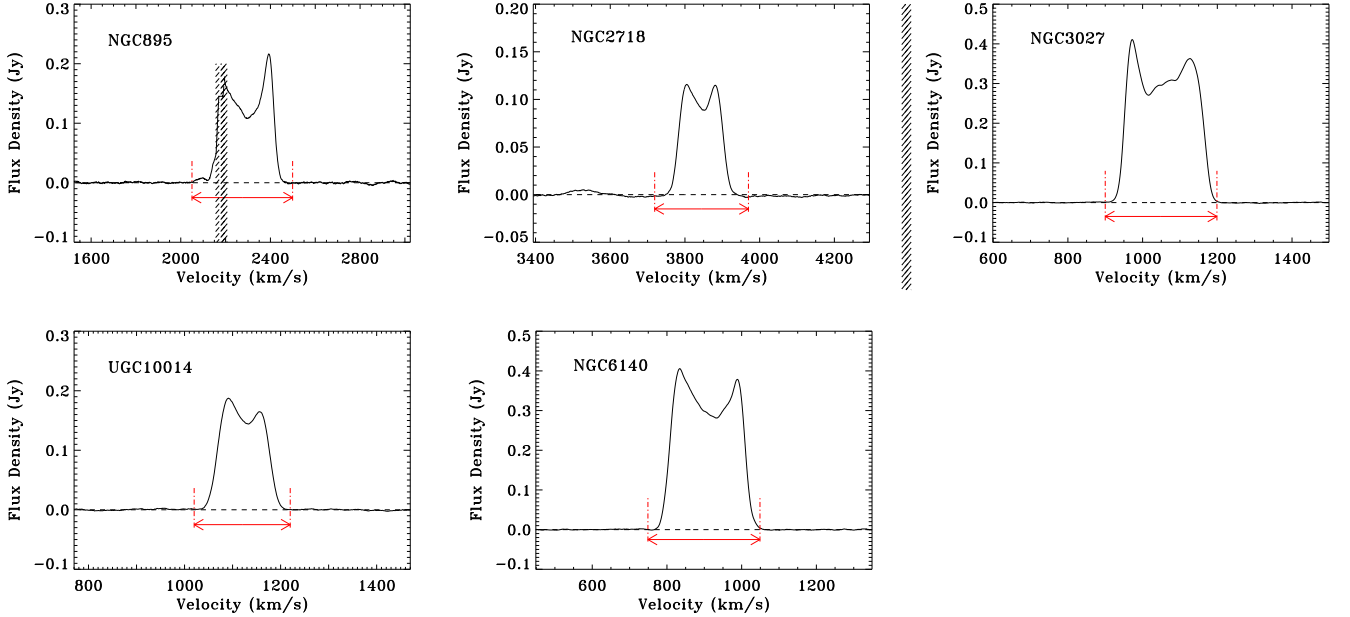 0.3
0.2
0.1
0.0
−0.1
Flux Density (Jy)
NGC895
1600 2000 2400 2800
Velocity (km/s)
0.20
0.15
0.10
0.05
0.00
−0.05
Flux Density (Jy)
NGC2718
3400 3600 3800 4000 4200
Velocity (km/s)
0.5
0.4
0.3
0.2
0.1
0.0
−0.1
Flux Density (Jy)
NGC3027
600 800 1000 1200 1400
Velocity (km/s)
0.3
0.2
0.1
0.0
−0.1
Flux Density (Jy)
UGC10014
800 1000 1200 1400
Velocity (km/s)
0.5
0.4
0.3
0.2
0.1
0.0
−0.1
Flux Density (Jy)
NGC6140
600 800 1000 1200
Velocity (km/s)